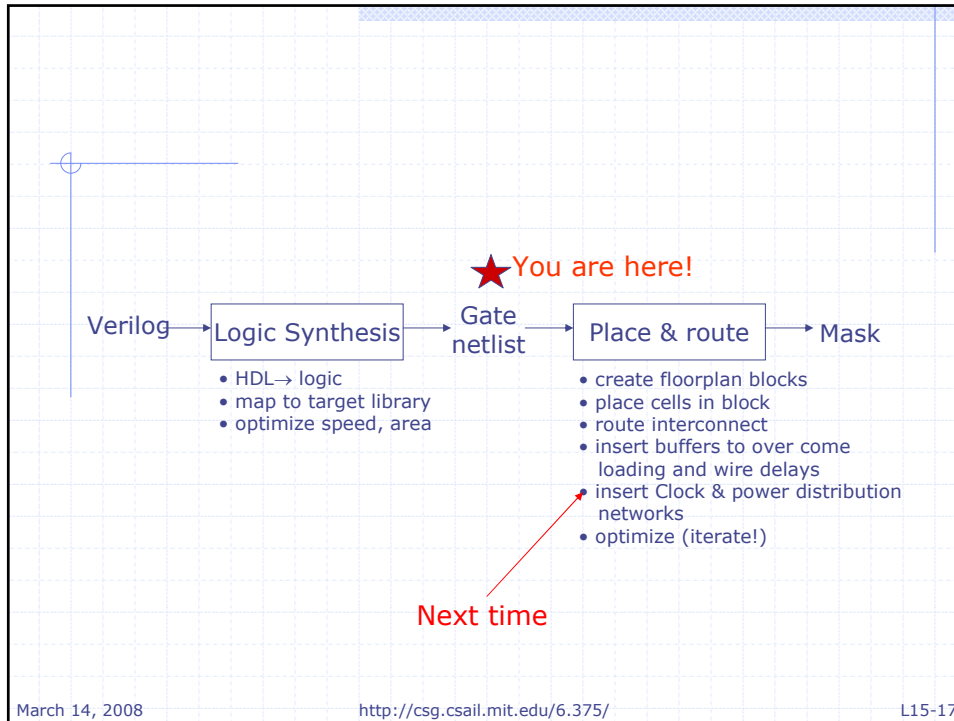 You are here!
Verilog
Logic Synthesis
Gate
netlist
Place & route
Mask
• HDL→ logic
• map to target library
• optimize speed, area
• create floorplan blocks
• place cells in block
• route interconnect
• insert buffers to over come
loading and wire delays
• insert Clock & power distribution
networks
• optimize (iterate!)
Next time
March 14, 2008
http://csg.csail.mit.edu/6.375/
L15-17